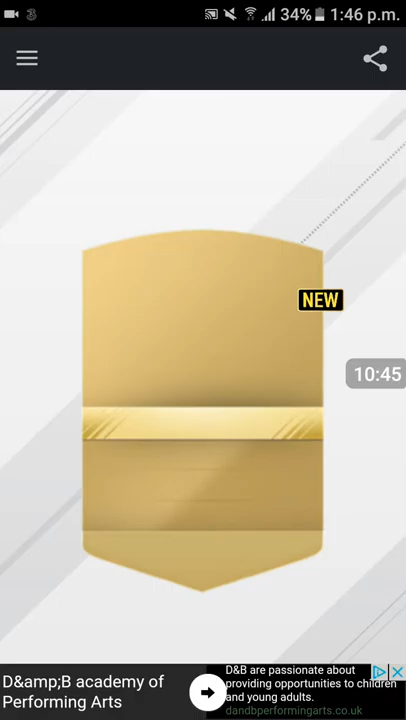 34% 1:46 p.m.
NEW
10:45
D&amp;B academy of
Performing Arts
D&B are passionate about
providing opportunities to children
and young adults.
dandbperformingarts.co.uk